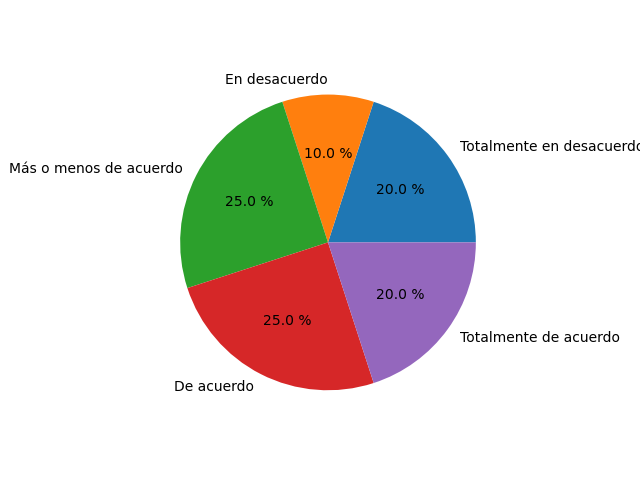 En desacuerdo
Totalmente en desacuerdo
10.0 %
Más o menos de acuerdo
20.0 %
25.0 %
20.0 %
25.0 %
Totalmente de acuerdo
De acuerdo